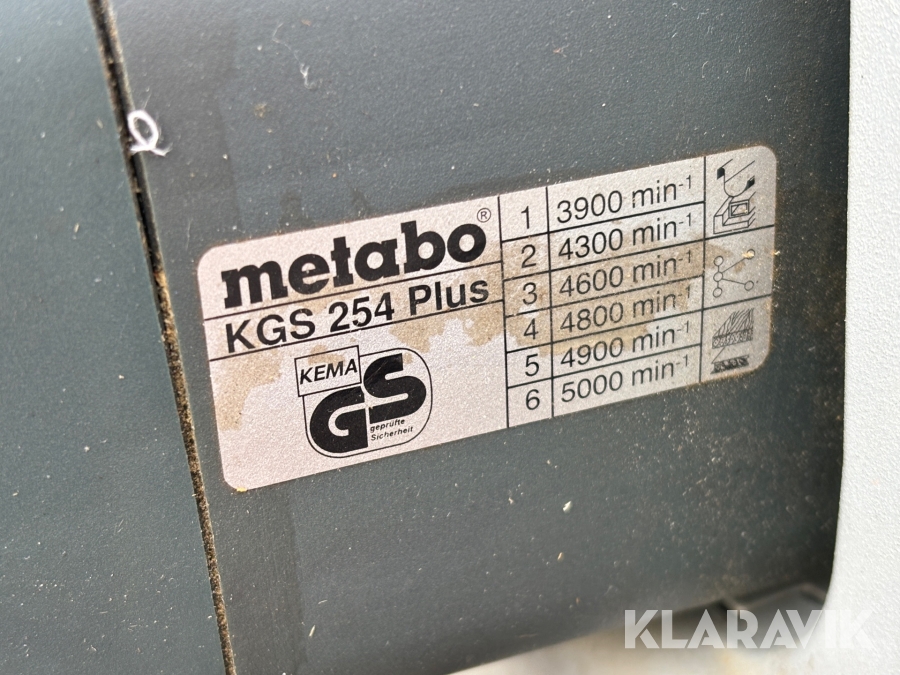 metabo®
KGS 254 Plus
KEMA
GS
geprüfte
Sicherheit
1 3900 min⁻¹
2 4300 min⁻¹
3 4600 min⁻¹
4 4800 min⁻¹
5 4900 min⁻¹
6 5000 min⁻¹
KLARAVIK